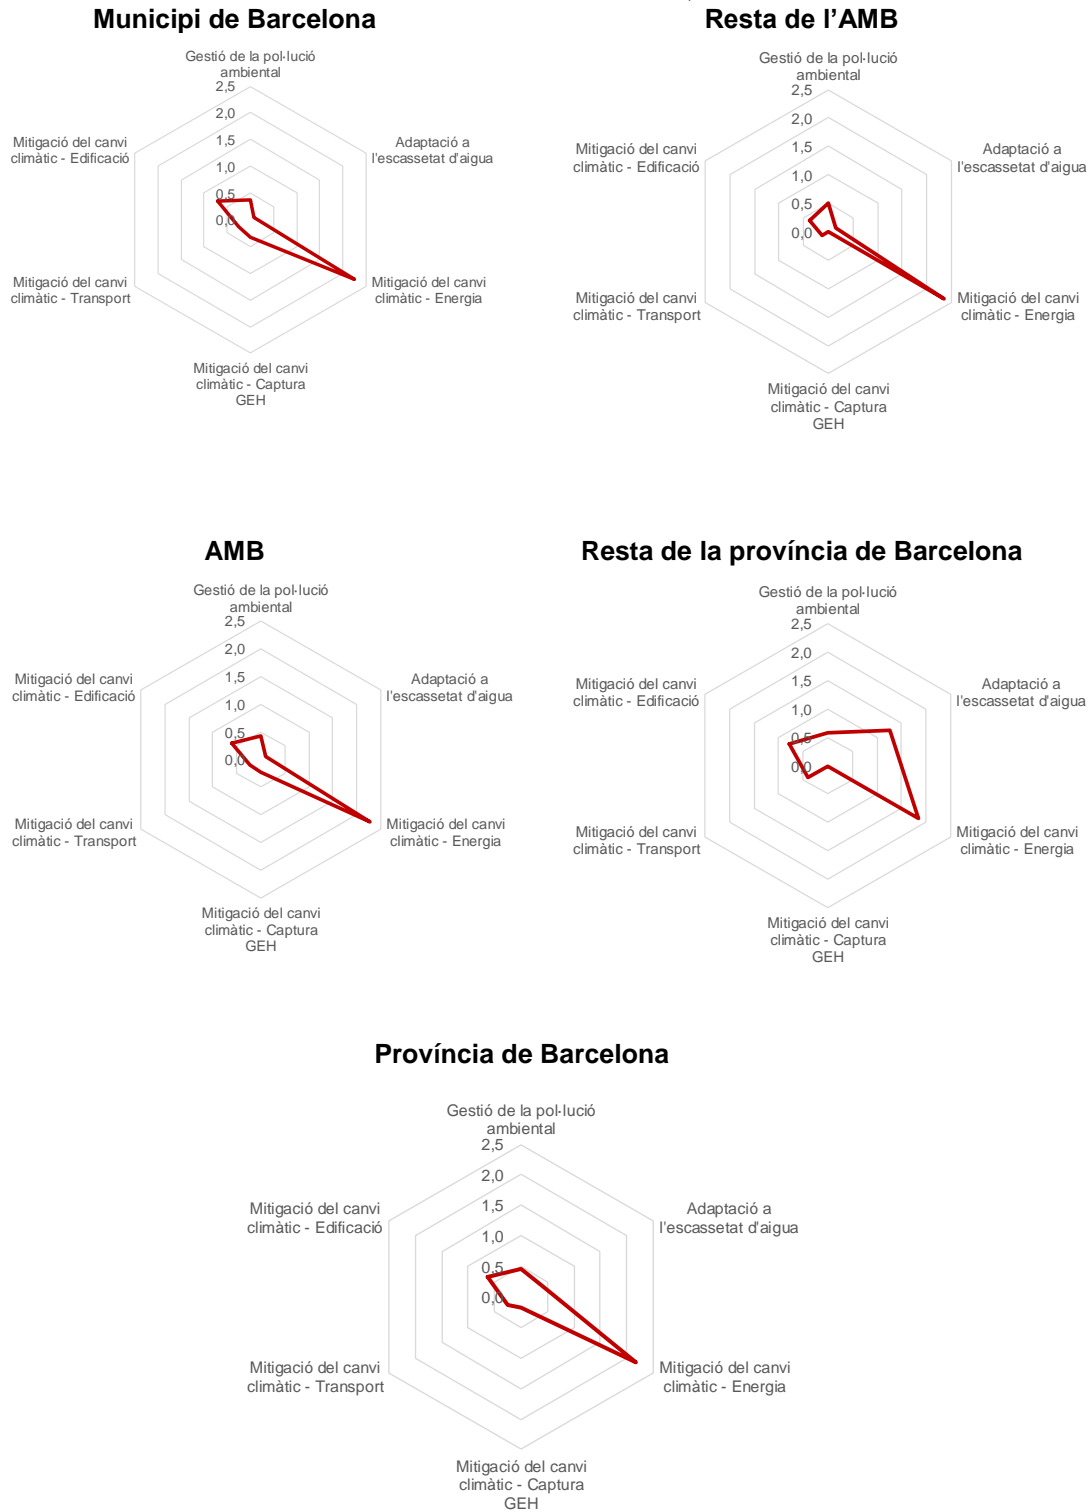 Municipi de Barcelona
Gestió de la pol·lució
ambiental
2,5
2,0
1,5
1,0
0,5
0,0
Adaptació a
l'escassetat d'aigua
Mitigació del canvi
climàtic - Energia
Mitigació del canvi
climàtic - Captura
GEH
Mitigació del canvi
climàtic - Transport
Mitigació del canvi
climàtic - Edificació
Resta de l’AMB
Gestió de la pol·lució
ambiental
2,5
2,0
1,5
1,0
0,5
0,0
Adaptació a
l'escassetat d'aigua
Mitigació del canvi
climàtic - Energia
Mitigació del canvi
climàtic - Captura
GEH
Mitigació del canvi
climàtic - Transport
Mitigació del canvi
climàtic - Edificació
AMB
Gestió de la pol·lució
ambiental
2,5
2,0
1,5
1,0
0,5
0,0
Adaptació a
l'escassetat d'aigua
Mitigació del canvi
climàtic - Energia
Mitigació del canvi
climàtic - Captura
GEH
Mitigació del canvi
climàtic - Transport
Mitigació del canvi
climàtic - Edificació
Resta de la província de Barcelona
Gestió de la pol·lució
ambiental
2,5
2,0
1,5
1,0
0,5
0,0
Adaptació a
l'escassetat d'aigua
Mitigació del canvi
climàtic - Energia
Mitigació del canvi
climàtic - Captura
GEH
Mitigació del canvi
climàtic - Transport
Mitigació del canvi
climàtic - Edificació
Província de Barcelona
Gestió de la pol·lució
ambiental
2,5
2,0
1,5
1,0
0,5
0,0
Adaptació a
l'escassetat d'aigua
Mitigació del canvi
climàtic - Energia
Mitigació del canvi
climàtic - Captura
GEH
Mitigació del canvi
climàtic - Transport
Mitigació del canvi
climàtic - Edificació